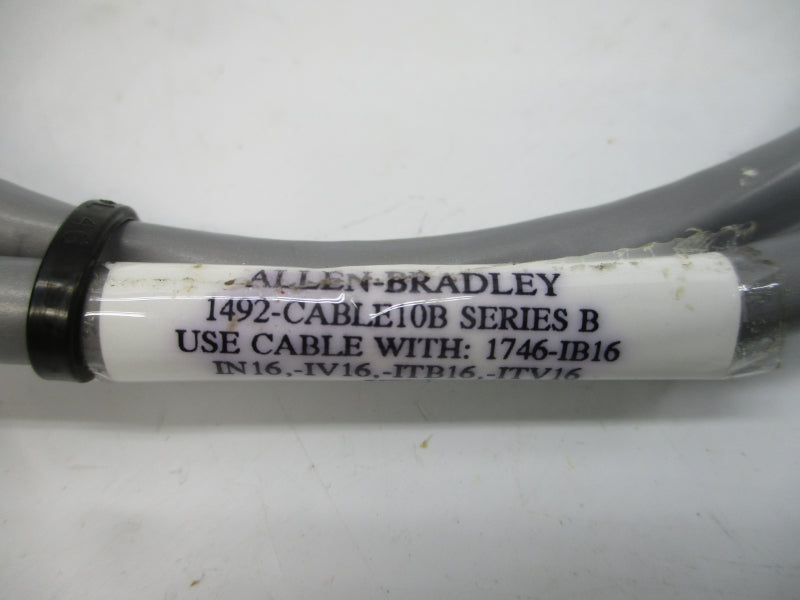 ALLEN-BRADLEY
1492-CABLE10B SERIES B
USE CABLE WITH: 1746-IB16
IN16,-IV16,-ITB16,-ITV16